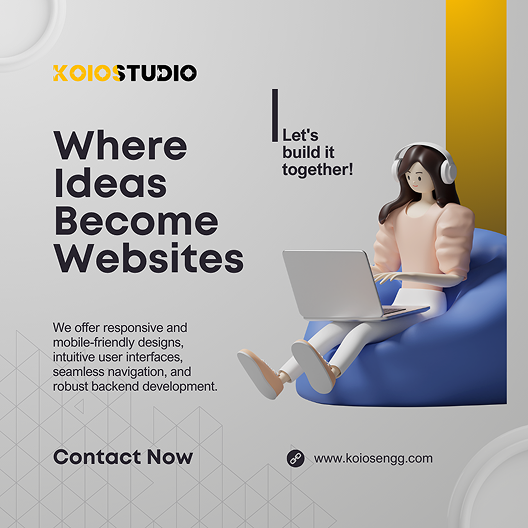 KOIOSTUDIO
Let's
build it
together!
Where
Ideas
Become
Websites
We offer responsive and
mobile-friendly designs,
intuitive user interfaces,
seamless navigation, and
robust backend development.
Contact Now
www.koiosengg.com